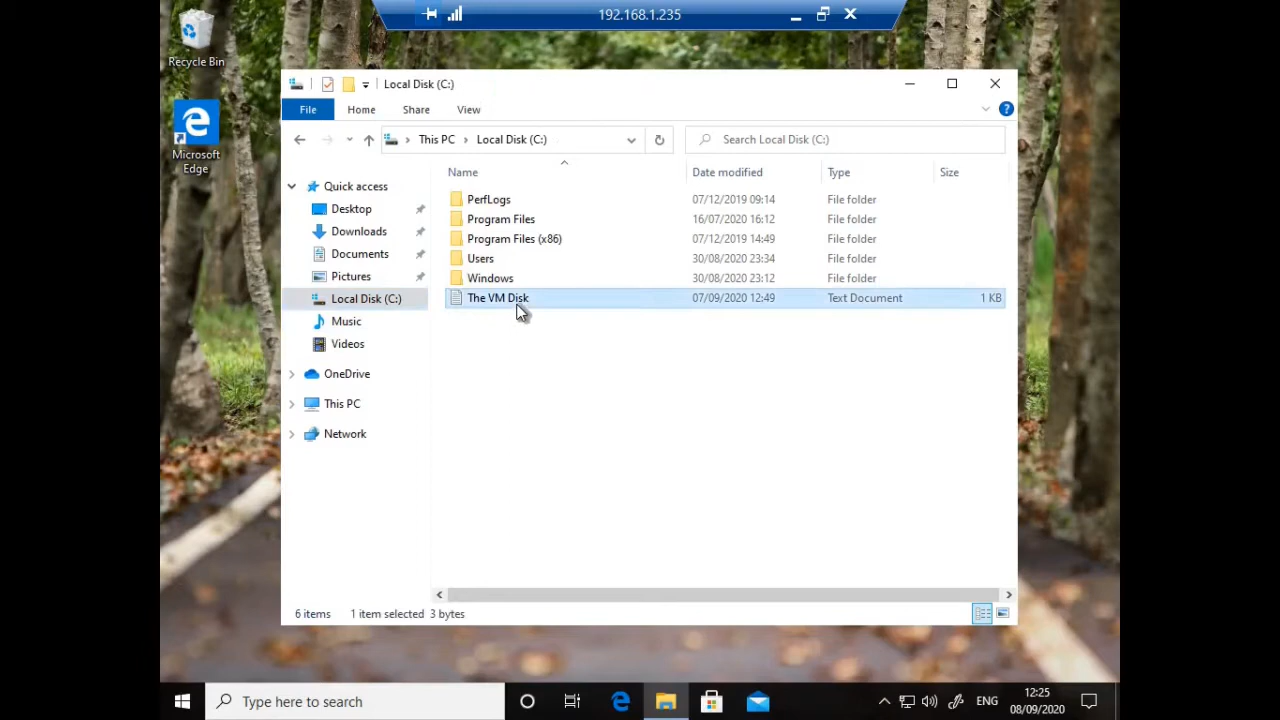 192.168.1.235
Recycle Bin
Microsoft
Edge
Local Disk (C:)
File Home Share View
This PC Local Disk (C:) Search Local Disk (C:)
Name Date modified Type Size
Quick access
Desktop
Downloads
Documents
Pictures
Local Disk (C:)
Music
Videos
OneDrive
This PC
Network
PerfLogs 07/12/2019 09:14 File folder
Program Files 16/07/2020 16:12 File folder
Program Files (x86) 07/12/2019 14:49 File folder
Users 30/08/2020 23:34 File folder
Windows 30/08/2020 23:12 File folder
The VM Disk 07/09/2020 12:49 Text Document 1 KB
6 items 1 item selected 3 bytes
Type here to search
ENG
12:25
08/09/2020